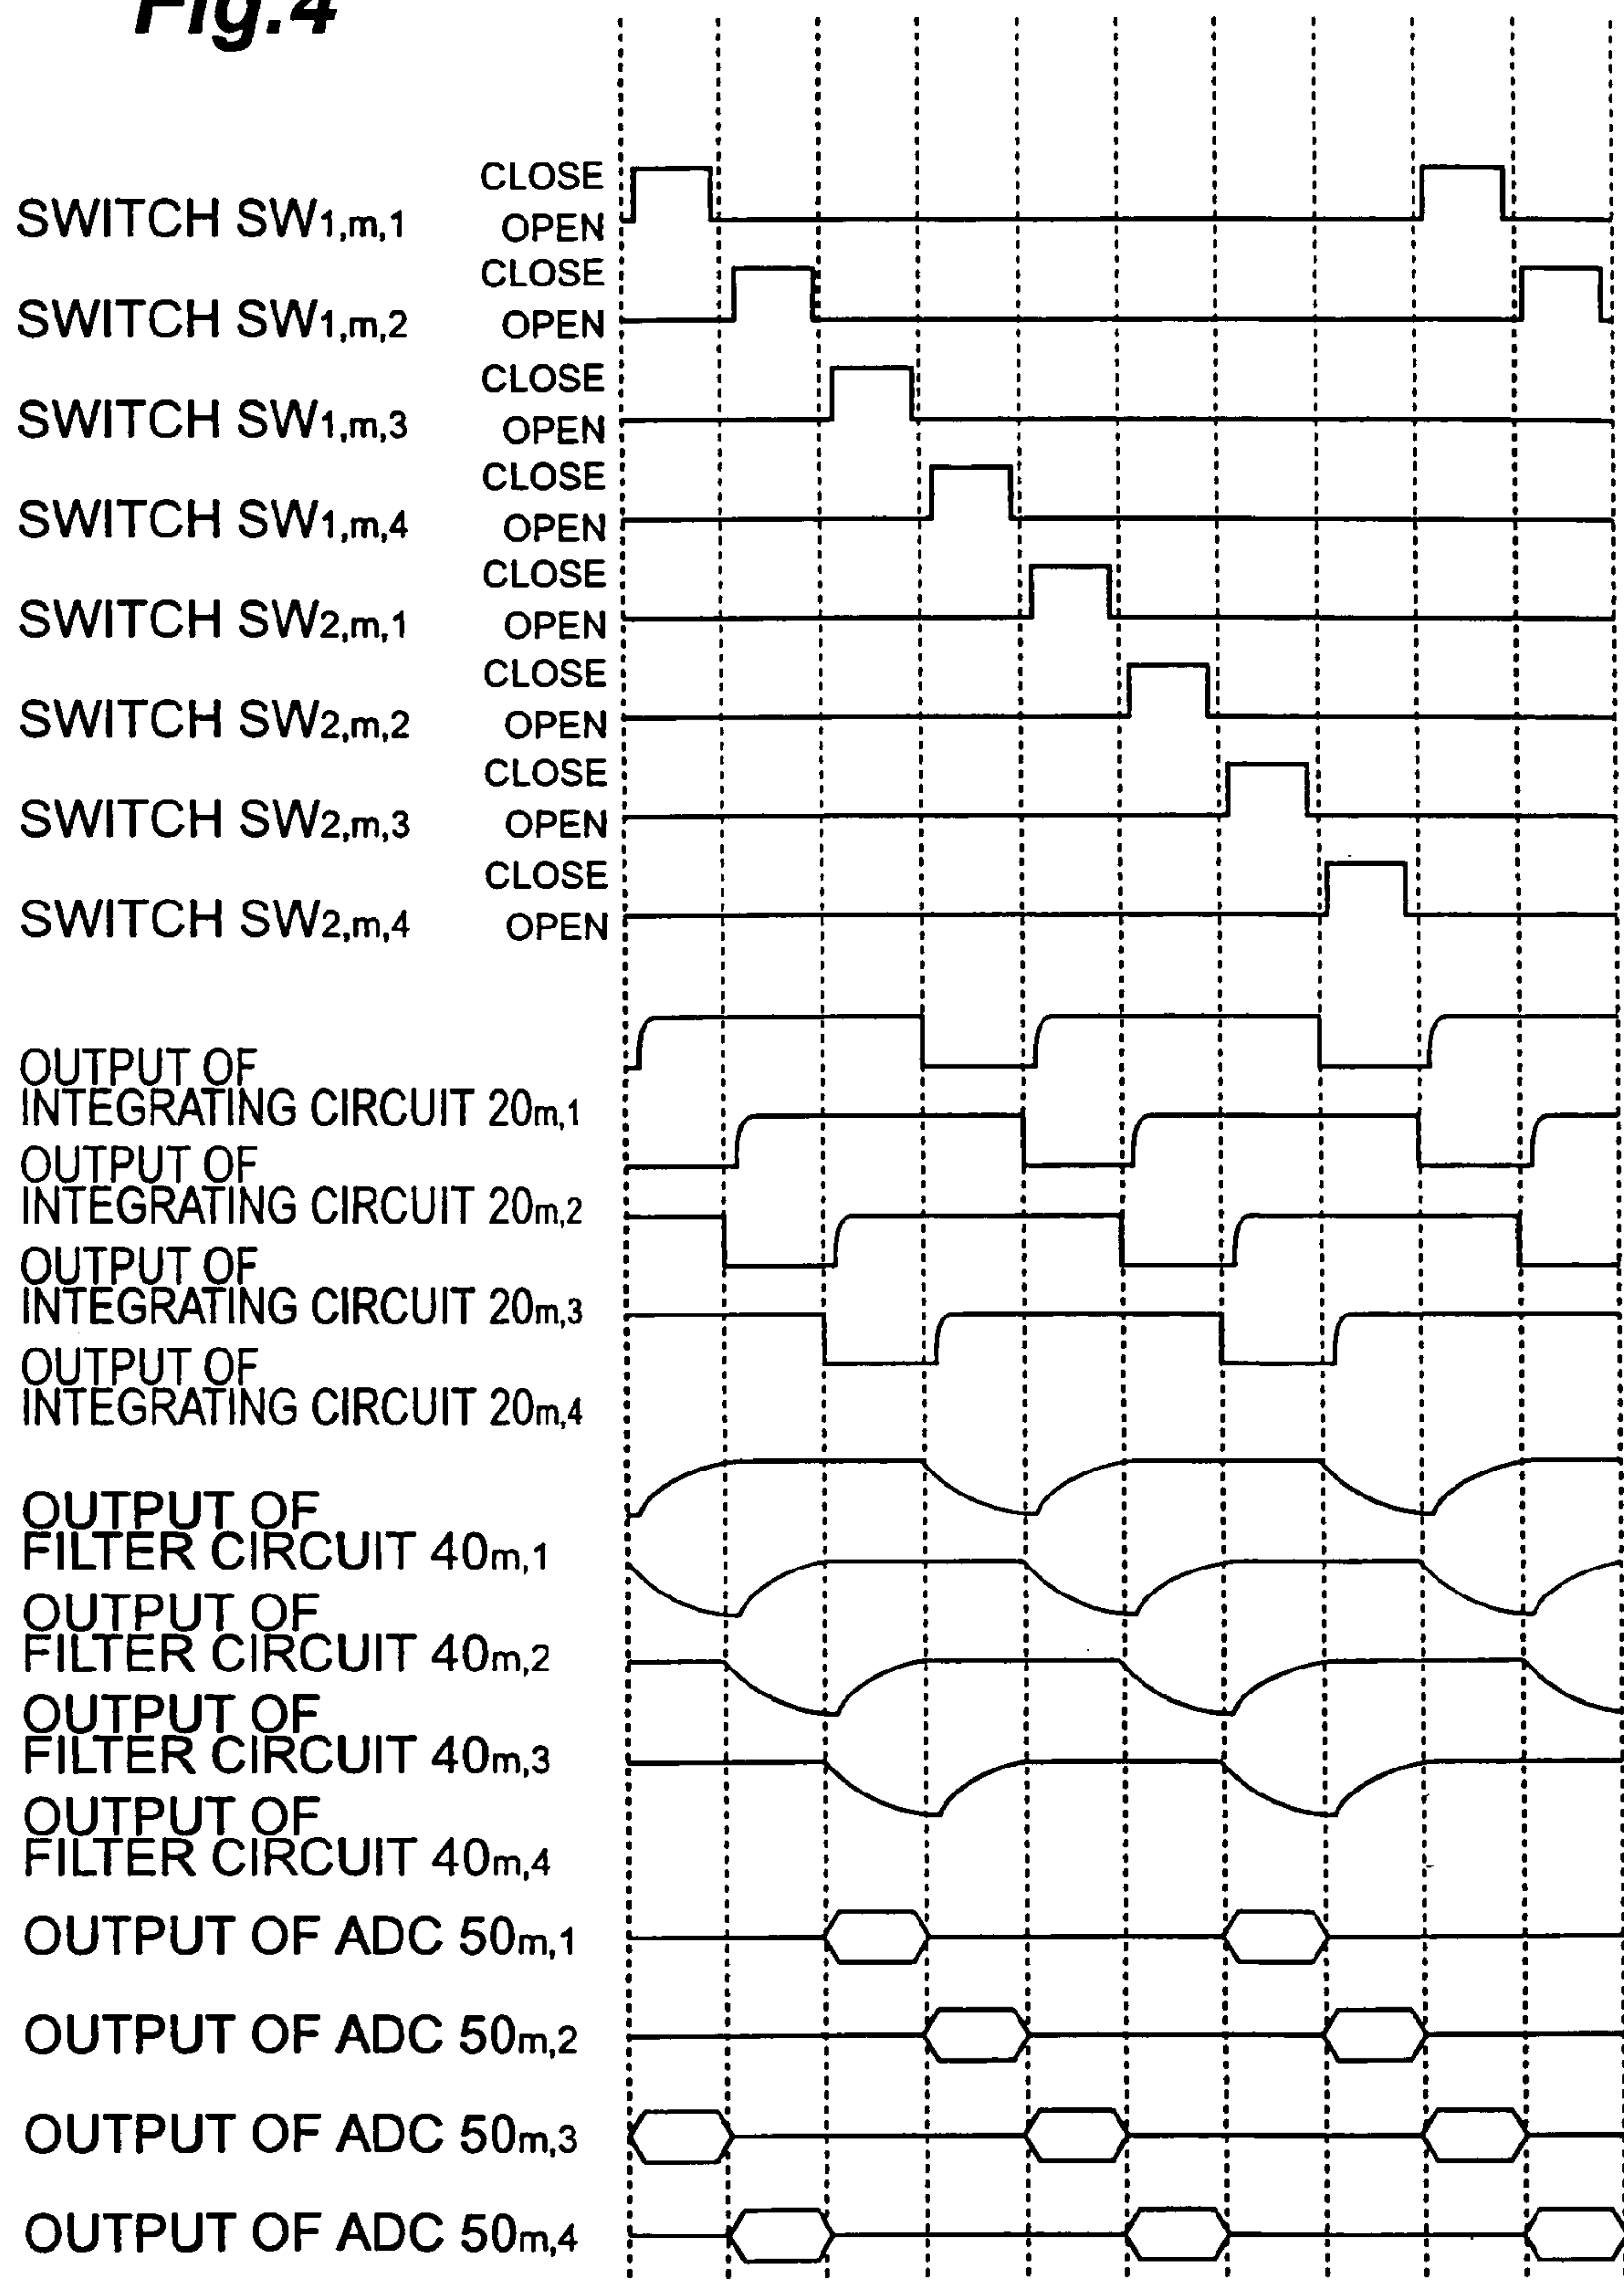 Fig.4
CLOSE
SWITCH SW1,m,1 OPEN
CLOSE
SWITCH SW1,m,2 OPEN
CLOSE
SWITCH SW1,m,3 OPEN
CLOSE
SWITCH SW1,m,4 OPEN
CLOSE
SWITCH SW2,m,1 OPEN
CLOSE
SWITCH SW2,m,2 OPEN
CLOSE
SWITCH SW2,m,3 OPEN
CLOSE
SWITCH SW2,m,4 OPEN
OUTPUT OF
INTEGRATING CIRCUIT 20m,1
OUTPUT OF
INTEGRATING CIRCUIT 20m,2
OUTPUT OF
INTEGRATING CIRCUIT 20m,3
OUTPUT OF
INTEGRATING CIRCUIT 20m,4
OUTPUT OF
FILTER CIRCUIT 40m,1
OUTPUT OF
FILTER CIRCUIT 40m,2
OUTPUT OF
FILTER CIRCUIT 40m,3
OUTPUT OF
FILTER CIRCUIT 40m,4
OUTPUT OF ADC 50m,1
OUTPUT OF ADC 50m,2
OUTPUT OF ADC 50m,3
OUTPUT OF ADC 50m,4